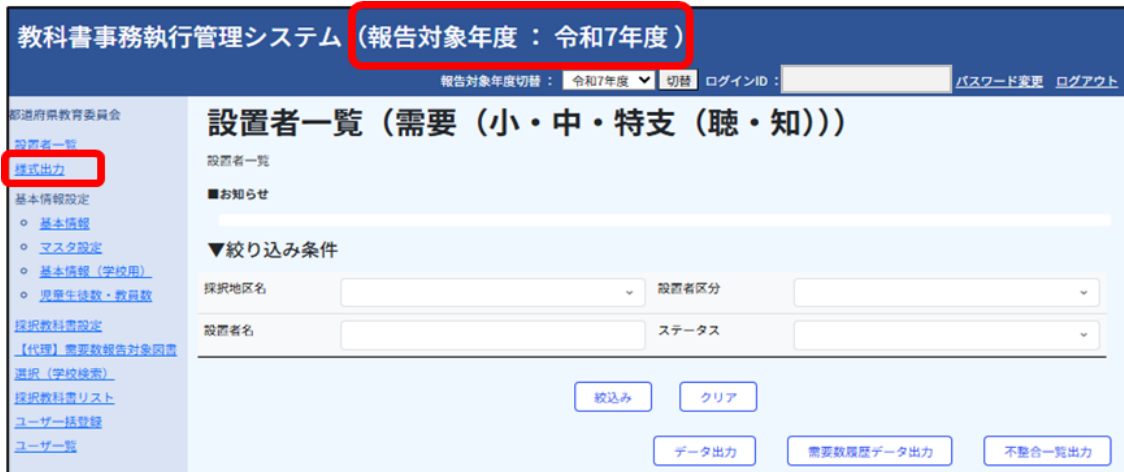 教科書事務執行管理システム（報告対象年度 ： 令和7年度 ）
報告対象年度切替 ： 令和7年度 切替 ログインID ： パスワード変更 ログアウト
都道府県教育委員会
設置者一覧
様式出力
基本情報設定
基本情報
マスタ設定
基本情報（学校用）
児童生徒数・教員数
採択教科書設定
【代理】需要数報告対象図書
選択（学校検索）
採択教科書リスト
ユーザ一括登録
ユーザ一覧
設置者一覧（需要（小・中・特支（聴・知）））
設置者一覧
■お知らせ
▼絞り込み条件
採択地区名 設置者区分
設置者名 ステータス
絞込み クリア
データ出力 需要数履歴データ出力 不整合一覧出力